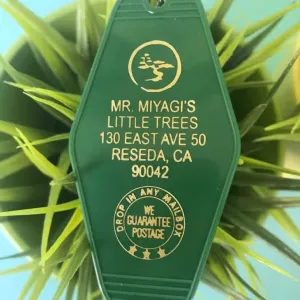 MR. MIYAGI'S
LITTLE TREES
130 EAST AVE 50
RESEDA, CA
90042
DROP IN ANY MAILBOX
WE
GUARANTEE
POSTAGE